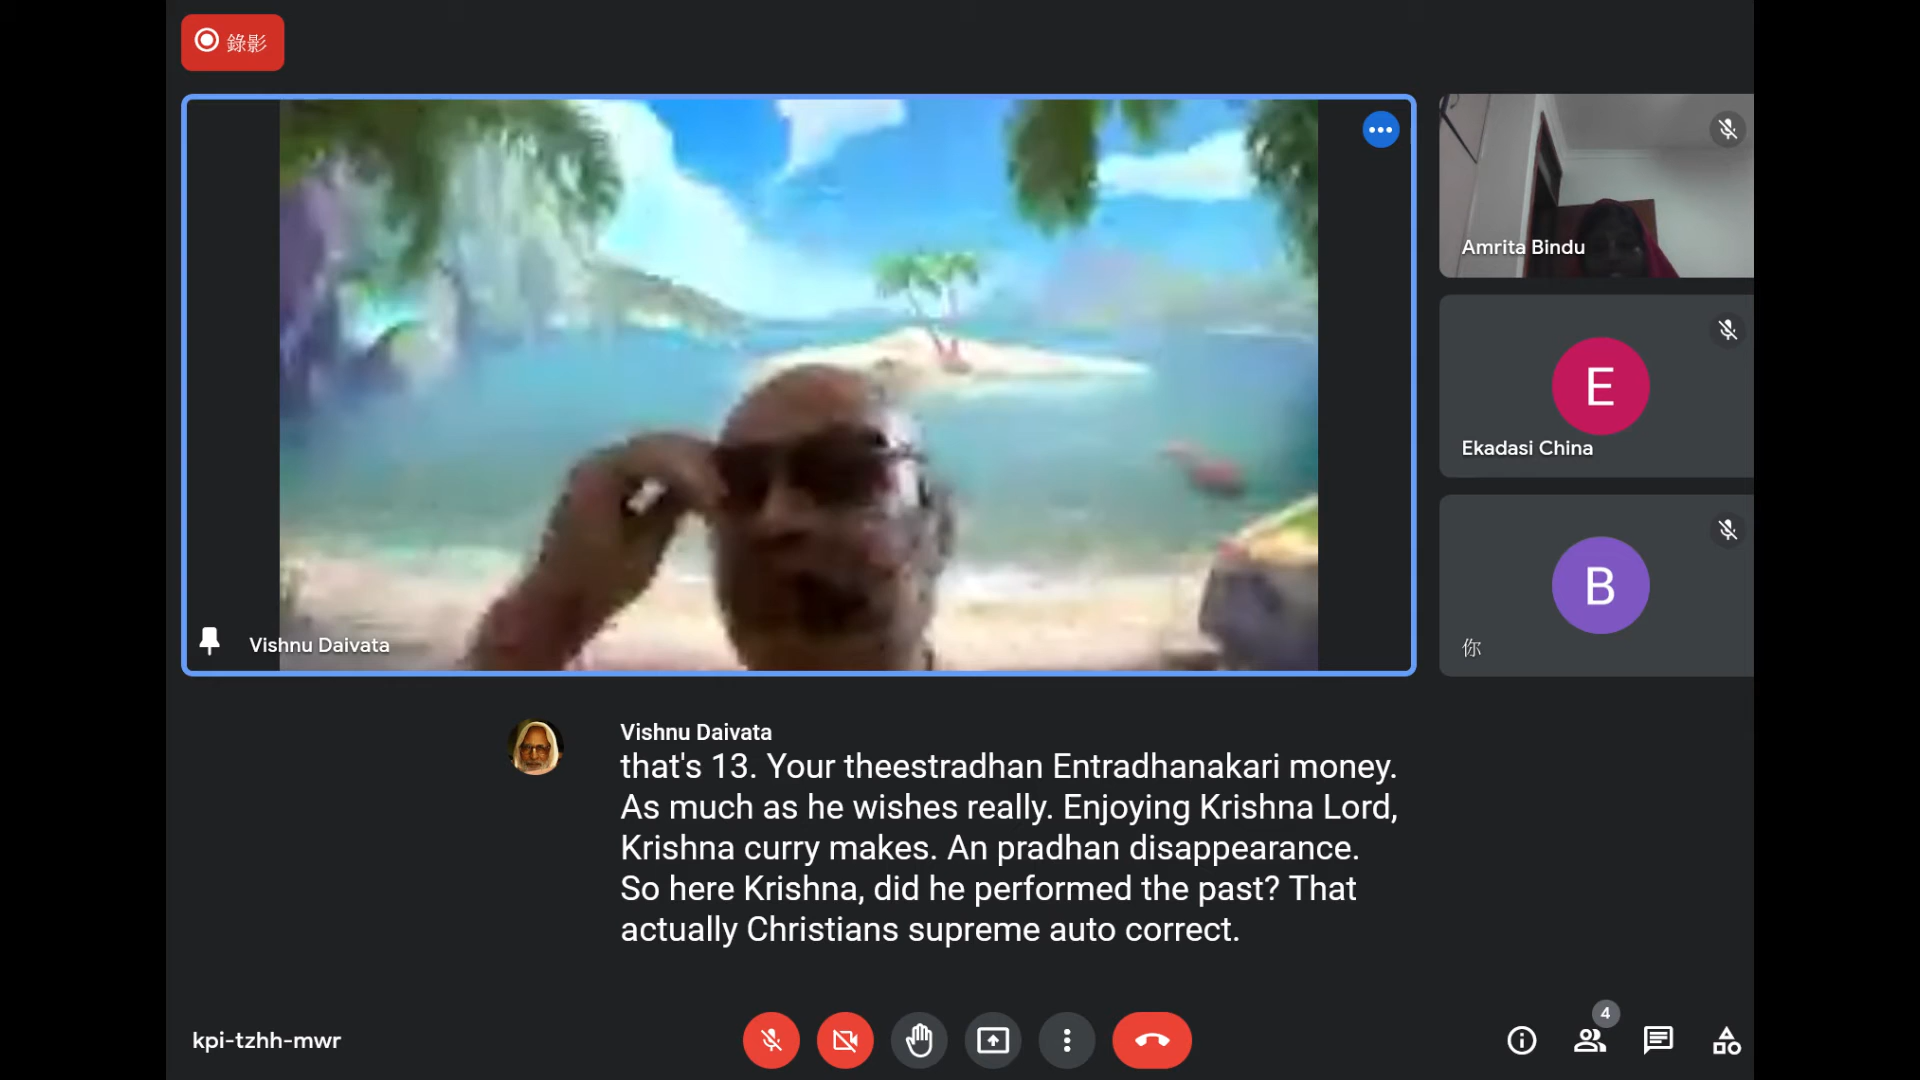 錄影
Amrita Bindu
E
Ekadasi China
B
你
Vishnu Daivata
Vishnu Daivata
that's 13. Your theestradhan Entradhanakari money.
As much as he wishes really. Enjoying Krishna Lord,
Krishna curry makes. An pradhan disappearance.
So here Krishna, did he performed the past? That
actually Christians supreme auto correct.
kpi-tzhh-mwr
4